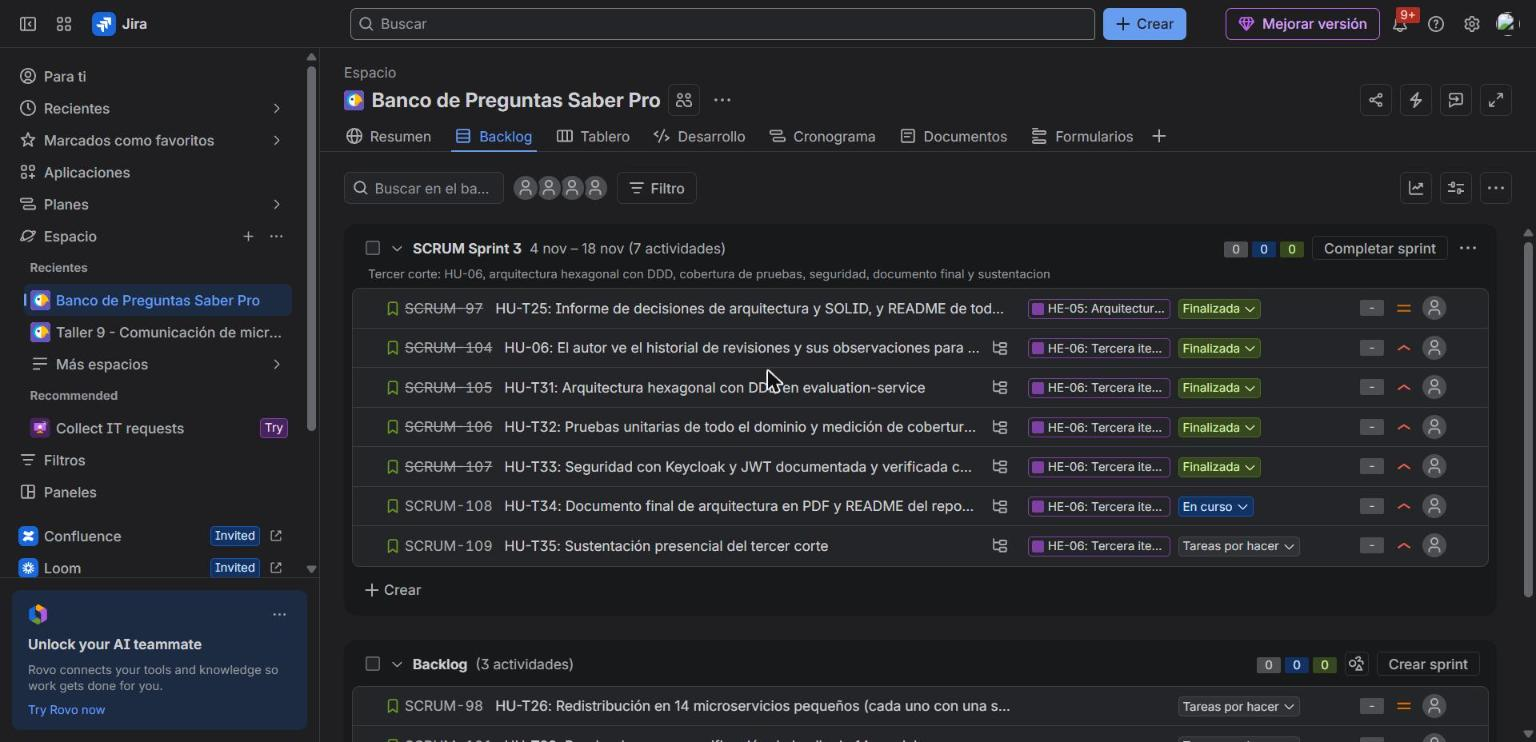 Jira
Buscar
Crear
Mejorar versión
9+
Para ti
Recientes
Marcados como favoritos
Aplicaciones
Planes
Espacio
Recientes
Banco de Preguntas Saber Pro
Taller 9 - Comunicación de micr...
Más espacios
Recommended
Collect IT requests
Try
Filtros
Paneles
Confluence
Invited
Loom
Invited
Unlock your AI teammate
Rovo connects your tools and knowledge so
work gets done for you.
Try Rovo now
Espacio
Banco de Preguntas Saber Pro
Resumen Backlog Tablero Desarrollo Cronograma Documentos Formularios
Buscar en el ba...
Filtro
SCRUM Sprint 3 4 nov – 18 nov (7 actividades) 0 0 0 Completar sprint
Tercer corte: HU-06, arquitectura hexagonal con DDD, cobertura de pruebas, seguridad, documento final y sustentacion
SCRUM-97 HU-T25: Informe de decisiones de arquitectura y SOLID, y README de tod... HE-05: Arquitectur... Finalizada -
SCRUM-104 HU-06: El autor ve el historial de revisiones y sus observaciones para ... HE-06: Tercera ite... Finalizada -
SCRUM-105 HU-T31: Arquitectura hexagonal con en evaluation-service HE-06: Tercera ite... Finalizada -
SCRUM-106 HU-T32: Pruebas unitarias de todo el dominio y medición de cobertur... HE-06: Tercera ite... Finalizada -
SCRUM-107 HU-T33: Seguridad con Keycloak y JWT documentada y verificada c... HE-06: Tercera ite... Finalizada -
SCRUM-108 HU-T34: Documento final de arquitectura en PDF y README del repo... HE-06: Tercera ite... En curso -
SCRUM-109 HU-T35: Sustentación presencial del tercer corte HE-06: Tercera ite... Tareas por hacer -
Crear
Backlog (3 actividades) 0 0 0 Crear sprint
SCRUM-98 HU-T26: Redistribución en 14 microservicios pequeños (cada uno con una s... Tareas por hacer -